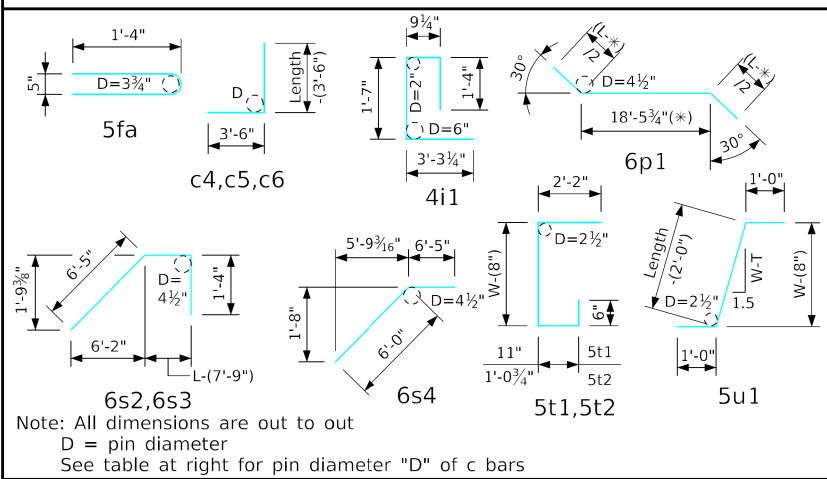 1'-4"
5"
D=3¾"
5fa
D
Length
-(3'-6")
3'-6"
c4,c5,c6
9¼"
1'-7"
D=2"
1'-4"
D=6"
3'-3¼"
4i1
30°
(L-✳)
/2
D=4½"
(L-✳)
/2
18'-5¾"(✳)
30°
6p1
1'-9⅜"
6'-5"
D=
4½"
1'-4"
6'-2"
L-(7'-9")
6s2,6s3
5'-9³⁄₁₆"
6'-5"
1'-8"
D=4½"
6'-0"
6s4
2'-2"
W-(8")
D=2½"
6"
11"
1'-0¾"
5t1
5t2
5t1,5t2
1'-0"
Length
-(2'-0")
W-T
1.5
W-(8")
D=2½"
1'-0"
5u1
Note: All dimensions are out to out
D = pin diameter
See table at right for pin diameter "D" of c bars